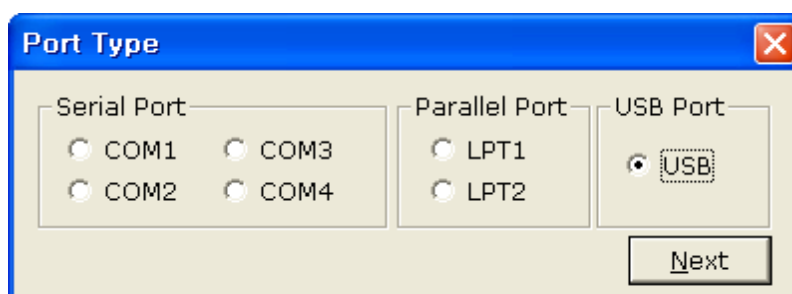 Port Type
Serial Port
COM1 COM3
COM2 COM4
Parallel Port
LPT1
LPT2
USB Port
USB
Next